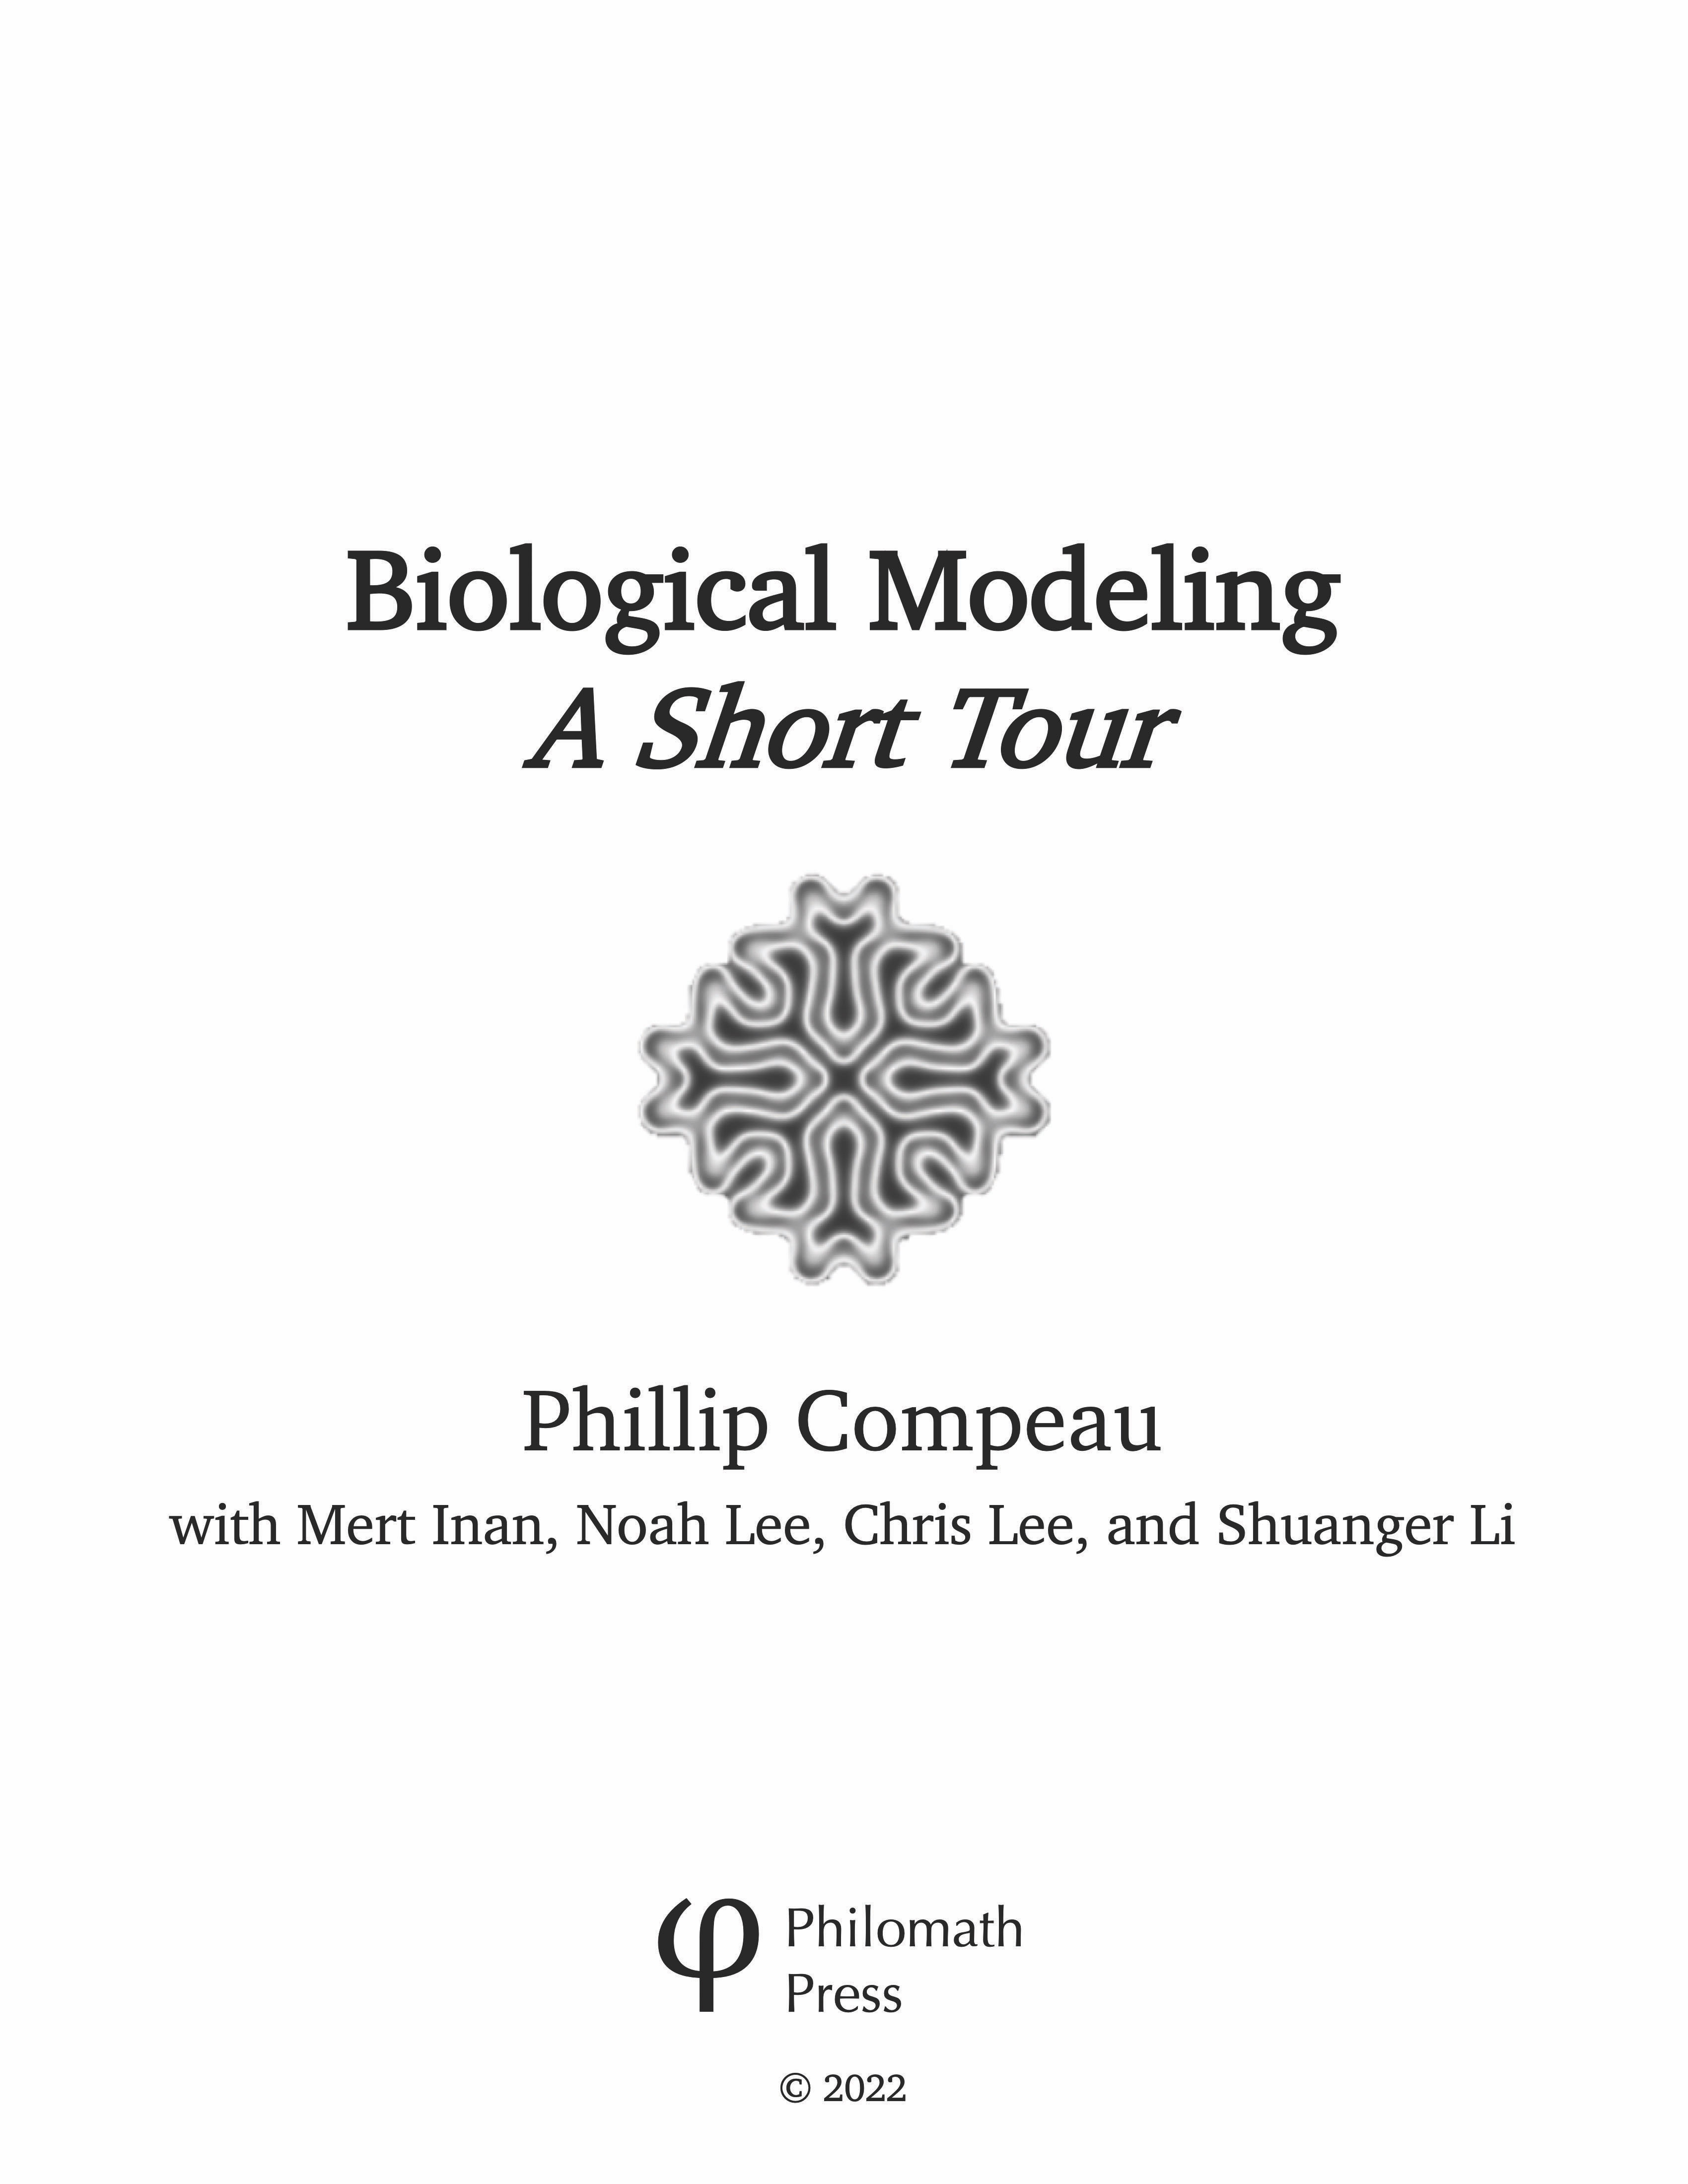 Biological Modeling
A Short Tour
Phillip Compeau
with Mert Inan, Noah Lee, Chris Lee, and Shuanger Li
φ Philomath
Press
© 2022